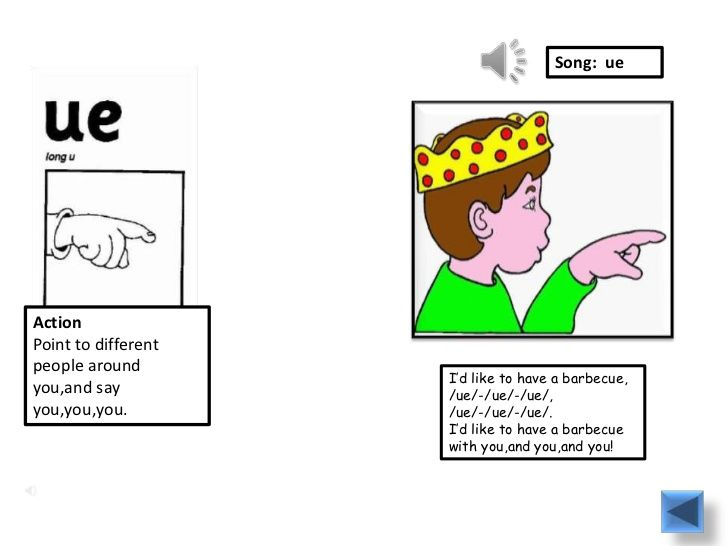 Song: ue
ue
long u
Action
Point to different
people around
you,and say
you,you,you.
I'd like to have a barbecue,
/ue/-/ue/-/ue/,
/ue/-/ue/-/ue/.
I'd like to have a barbecue
with you,and you,and you!